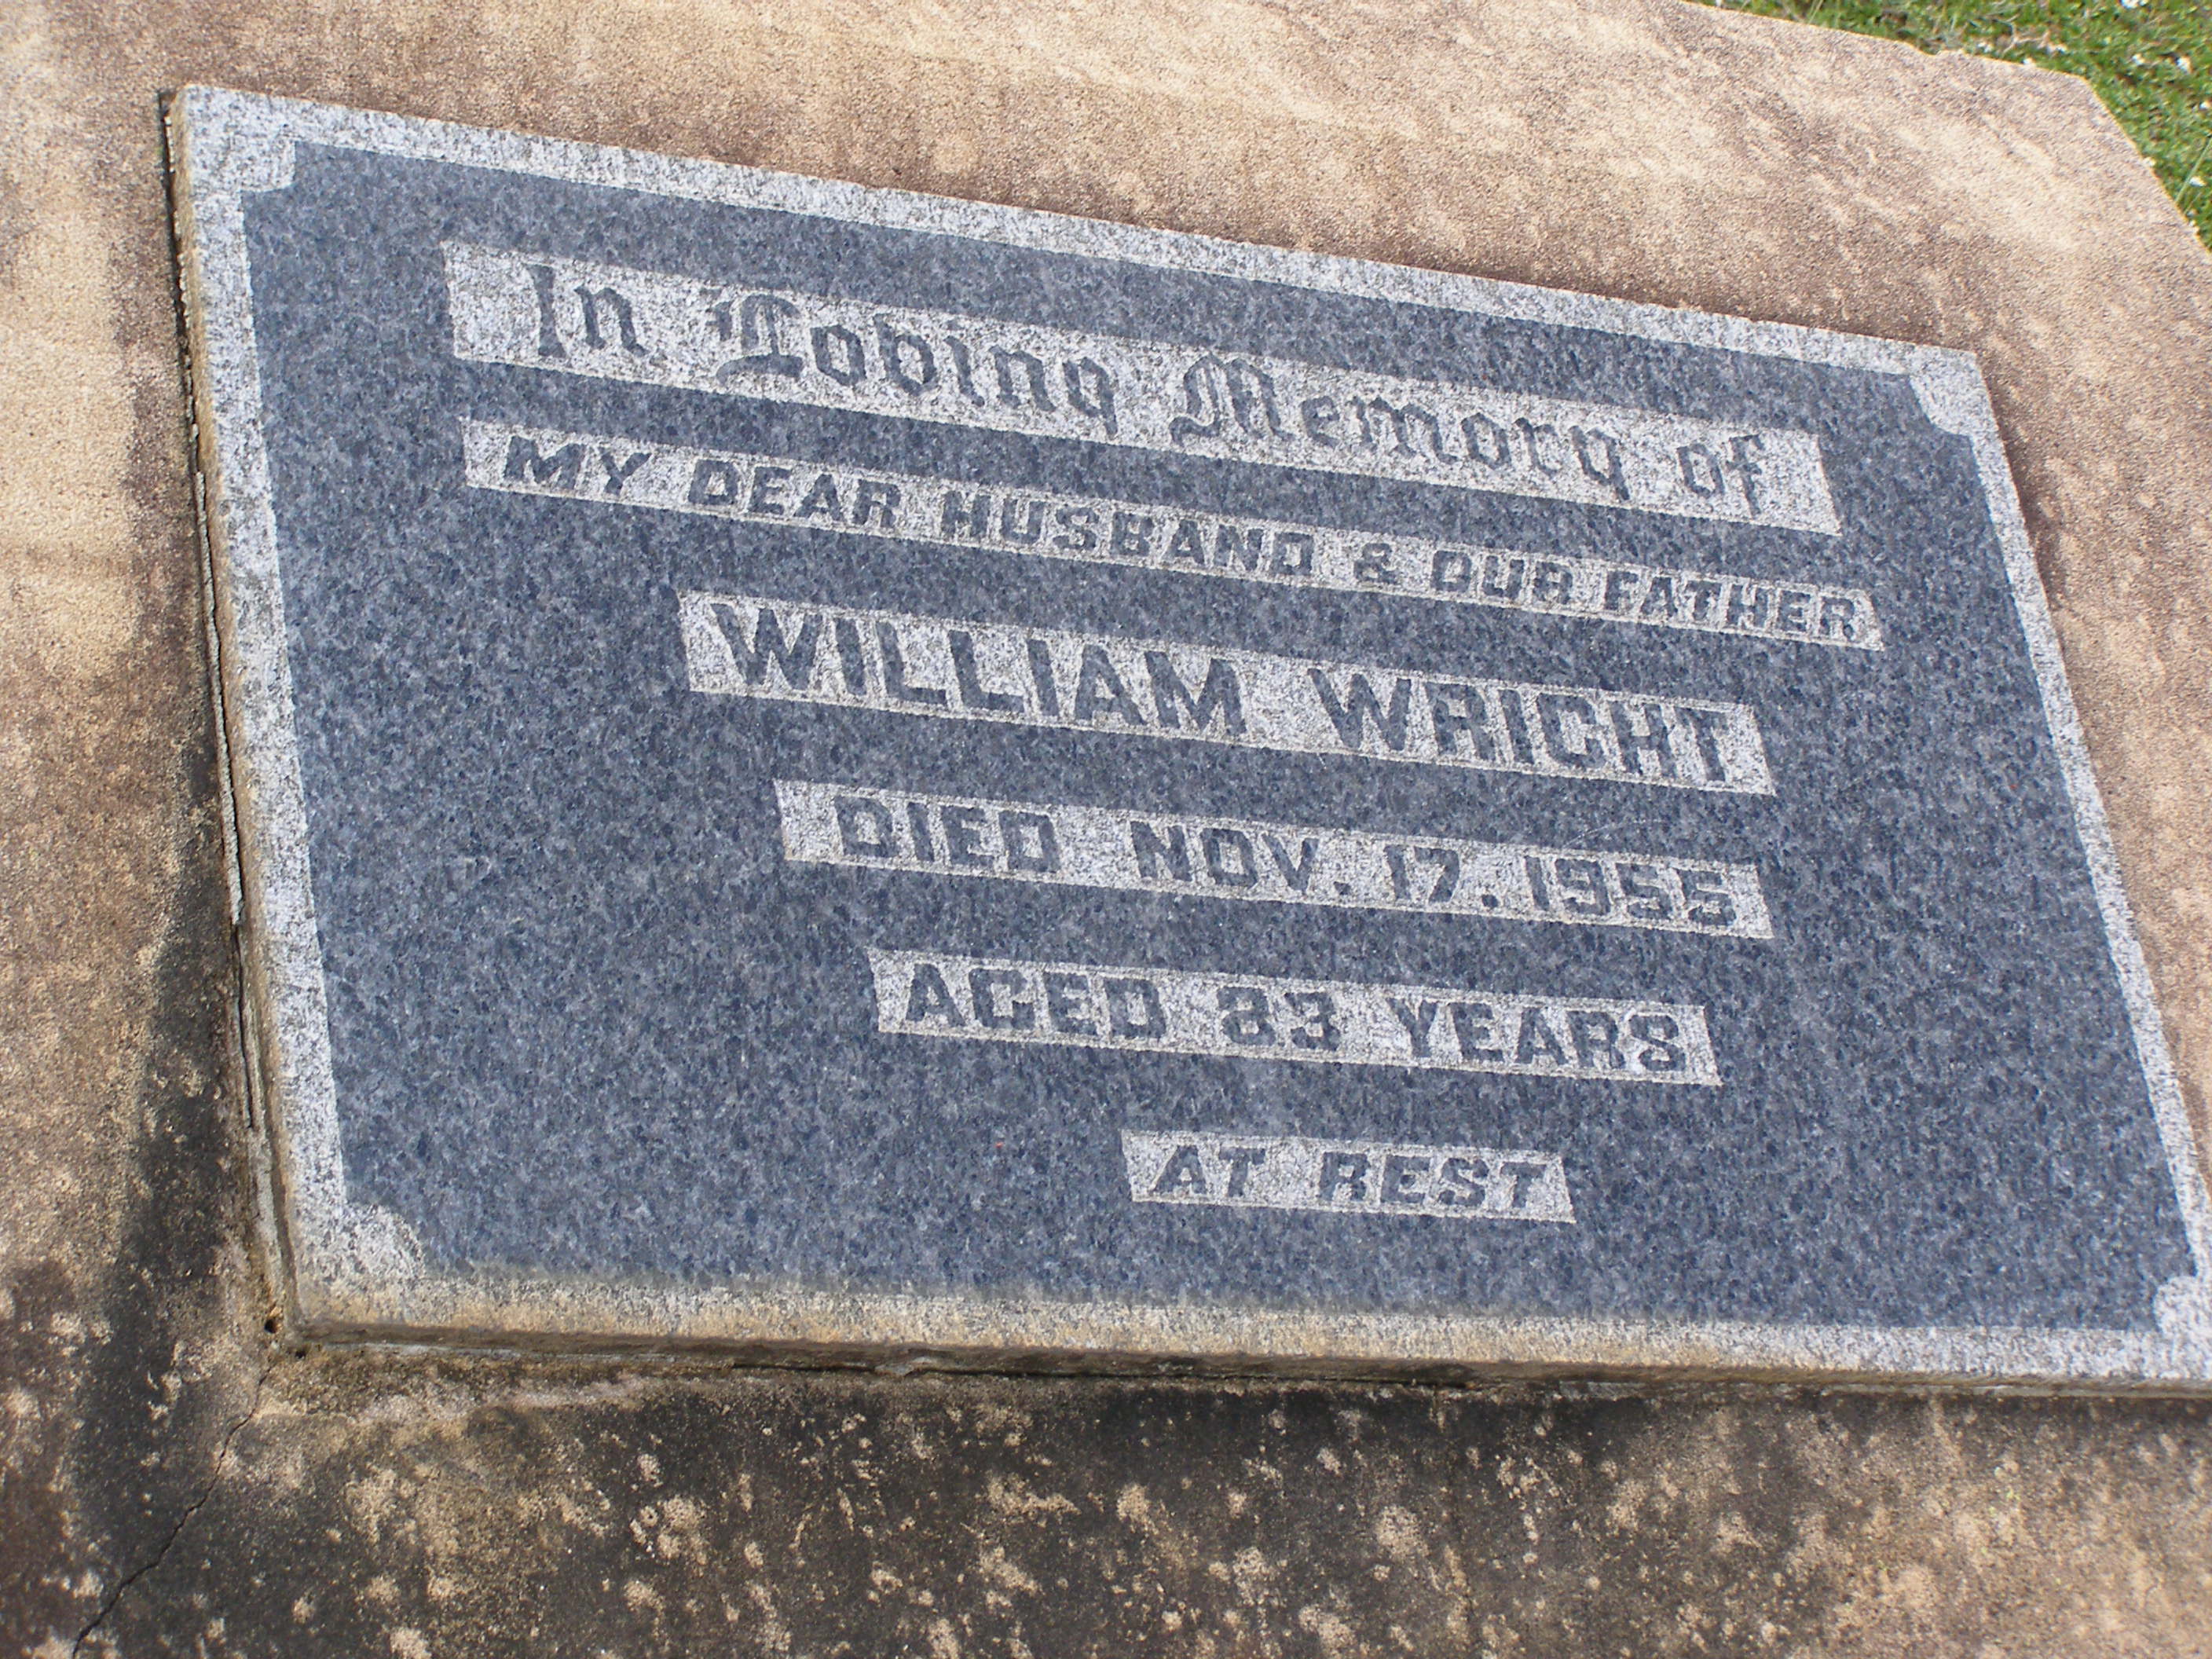 In Loving Memory of
MY DEAR HUSBAND & OUR FATHER
WILLIAM WRIGHT
DIED NOV. 17. 1955
AGED 83 YEARS
AT REST